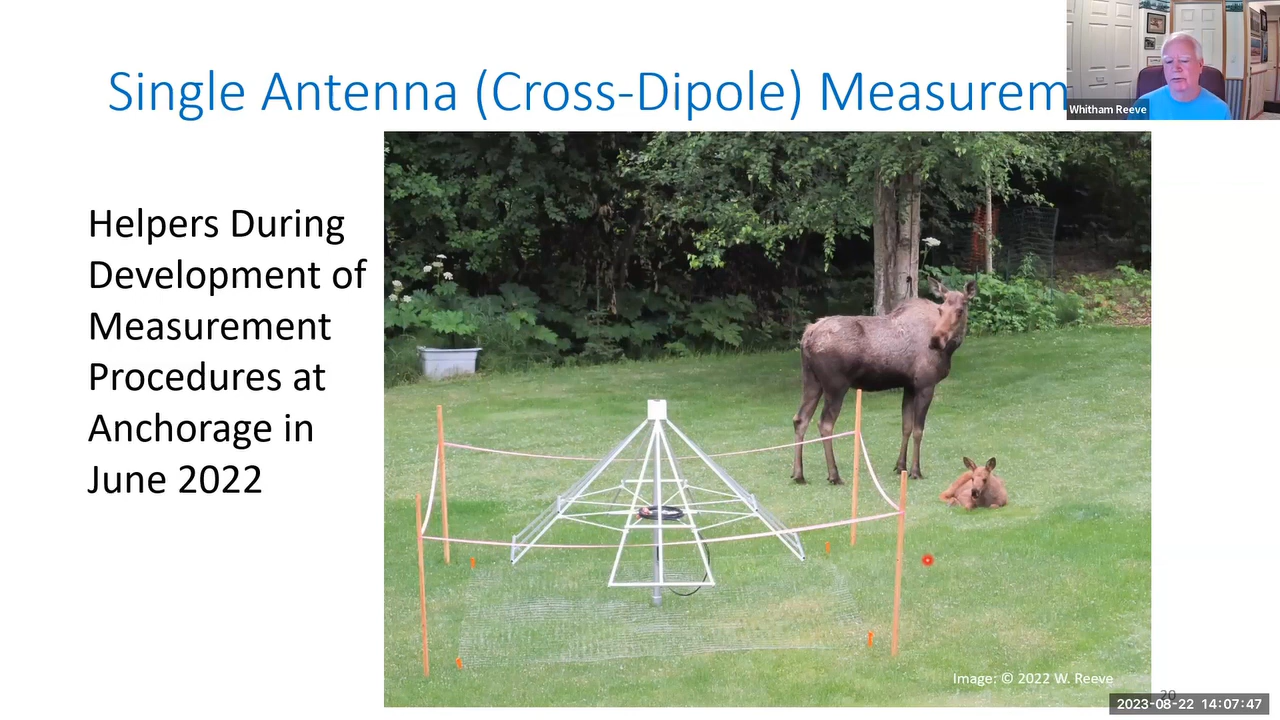 Single Antenna (Cross-Dipole) Measurem
Whitham Reeve
Helpers During
Development of
Measurement
Procedures at
Anchorage in
June 2022
Image: © 2022 W. Reeve
20
2023-08-22 14:07:47